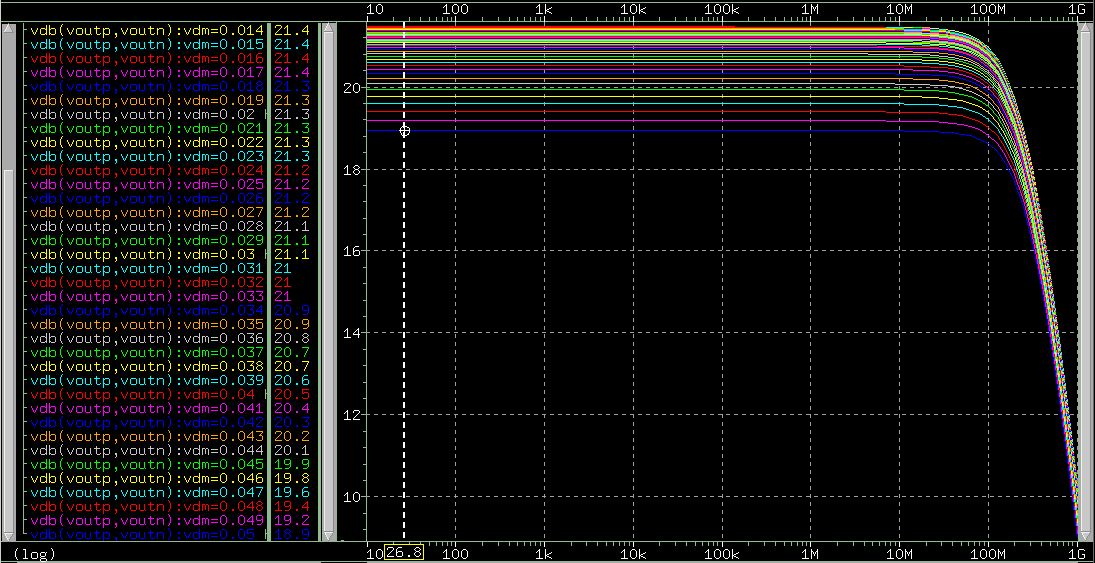 10 100 1k 10k 100k 1k 10M 100M 1G
vdb(voutp,voutn):vdm=0.014 21.4
vdb(voutp,voutn):vdm=0.015 21.4
vdb(voutp,voutn):vdm=0.016 21.4
vdb(voutp,voutn):vdm=0.017 21.4
vdb(voutp,voutn):vdm=0.018 21.3
vdb(voutp,voutn):vdm=0.019 21.3
vdb(voutp,voutn):vdm=0.02 21.3
vdb(voutp,voutn):vdm=0.021 21.3
vdb(voutp,voutn):vdm=0.022 21.3
vdb(voutp,voutn):vdm=0.023 21.3
vdb(voutp,voutn):vdm=0.024 21.2
vdb(voutp,voutn):vdm=0.025 21.2
vdb(voutp,voutn):vdm=0.026 21.2
vdb(voutp,voutn):vdm=0.027 21.2
vdb(voutp,voutn):vdm=0.028 21.1
vdb(voutp,voutn):vdm=0.029 21.1
vdb(voutp,voutn):vdm=0.03 21.1
vdb(voutp,voutn):vdm=0.031 21
vdb(voutp,voutn):vdm=0.032 21
vdb(voutp,voutn):vdm=0.033 21
vdb(voutp,voutn):vdm=0.034 20.9
vdb(voutp,voutn):vdm=0.035 20.9
vdb(voutp,voutn):vdm=0.036 20.8
vdb(voutp,voutn):vdm=0.037 20.7
vdb(voutp,voutn):vdm=0.038 20.7
vdb(voutp,voutn):vdm=0.039 20.6
vdb(voutp,voutn):vdm=0.04 20.5
vdb(voutp,voutn):vdm=0.041 20.4
vdb(voutp,voutn):vdm=0.042 20.3
vdb(voutp,voutn):vdm=0.043 20.2
vdb(voutp,voutn):vdm=0.044 20.1
vdb(voutp,voutn):vdm=0.045 19.9
vdb(voutp,voutn):vdm=0.046 19.8
vdb(voutp,voutn):vdm=0.047 19.6
vdb(voutp,voutn):vdm=0.048 19.4
vdb(voutp,voutn):vdm=0.049 19.2
vdb(voutp,voutn):vdm=0.05 18.9
20
18
16
14
12
10
(log) 10 26.8 100 1k 10k 100k 1k 10M 100M 1G